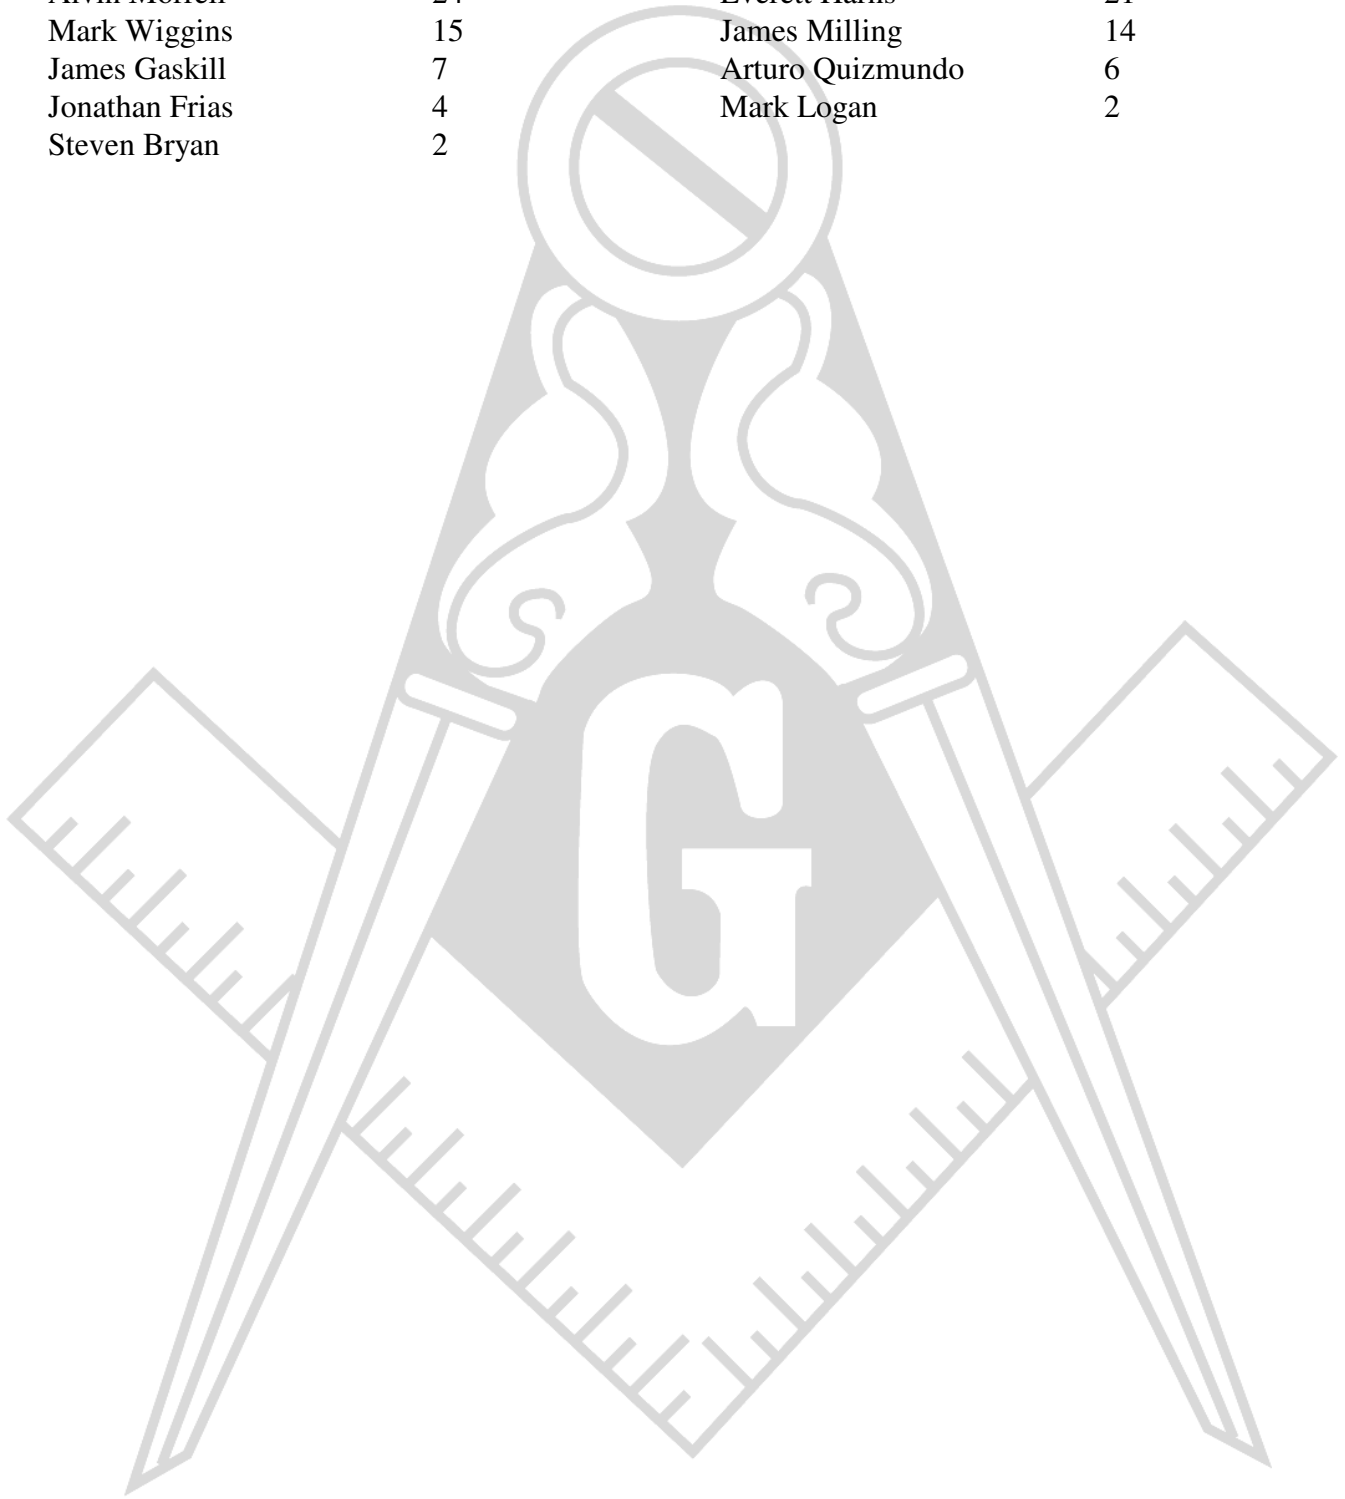 Mark Wiggins 15 James Milling 14
James Gaskill 7 Arturo Quizmundo 6
Jonathan Frias 4 Mark Logan 2
Steven Bryan 2
G